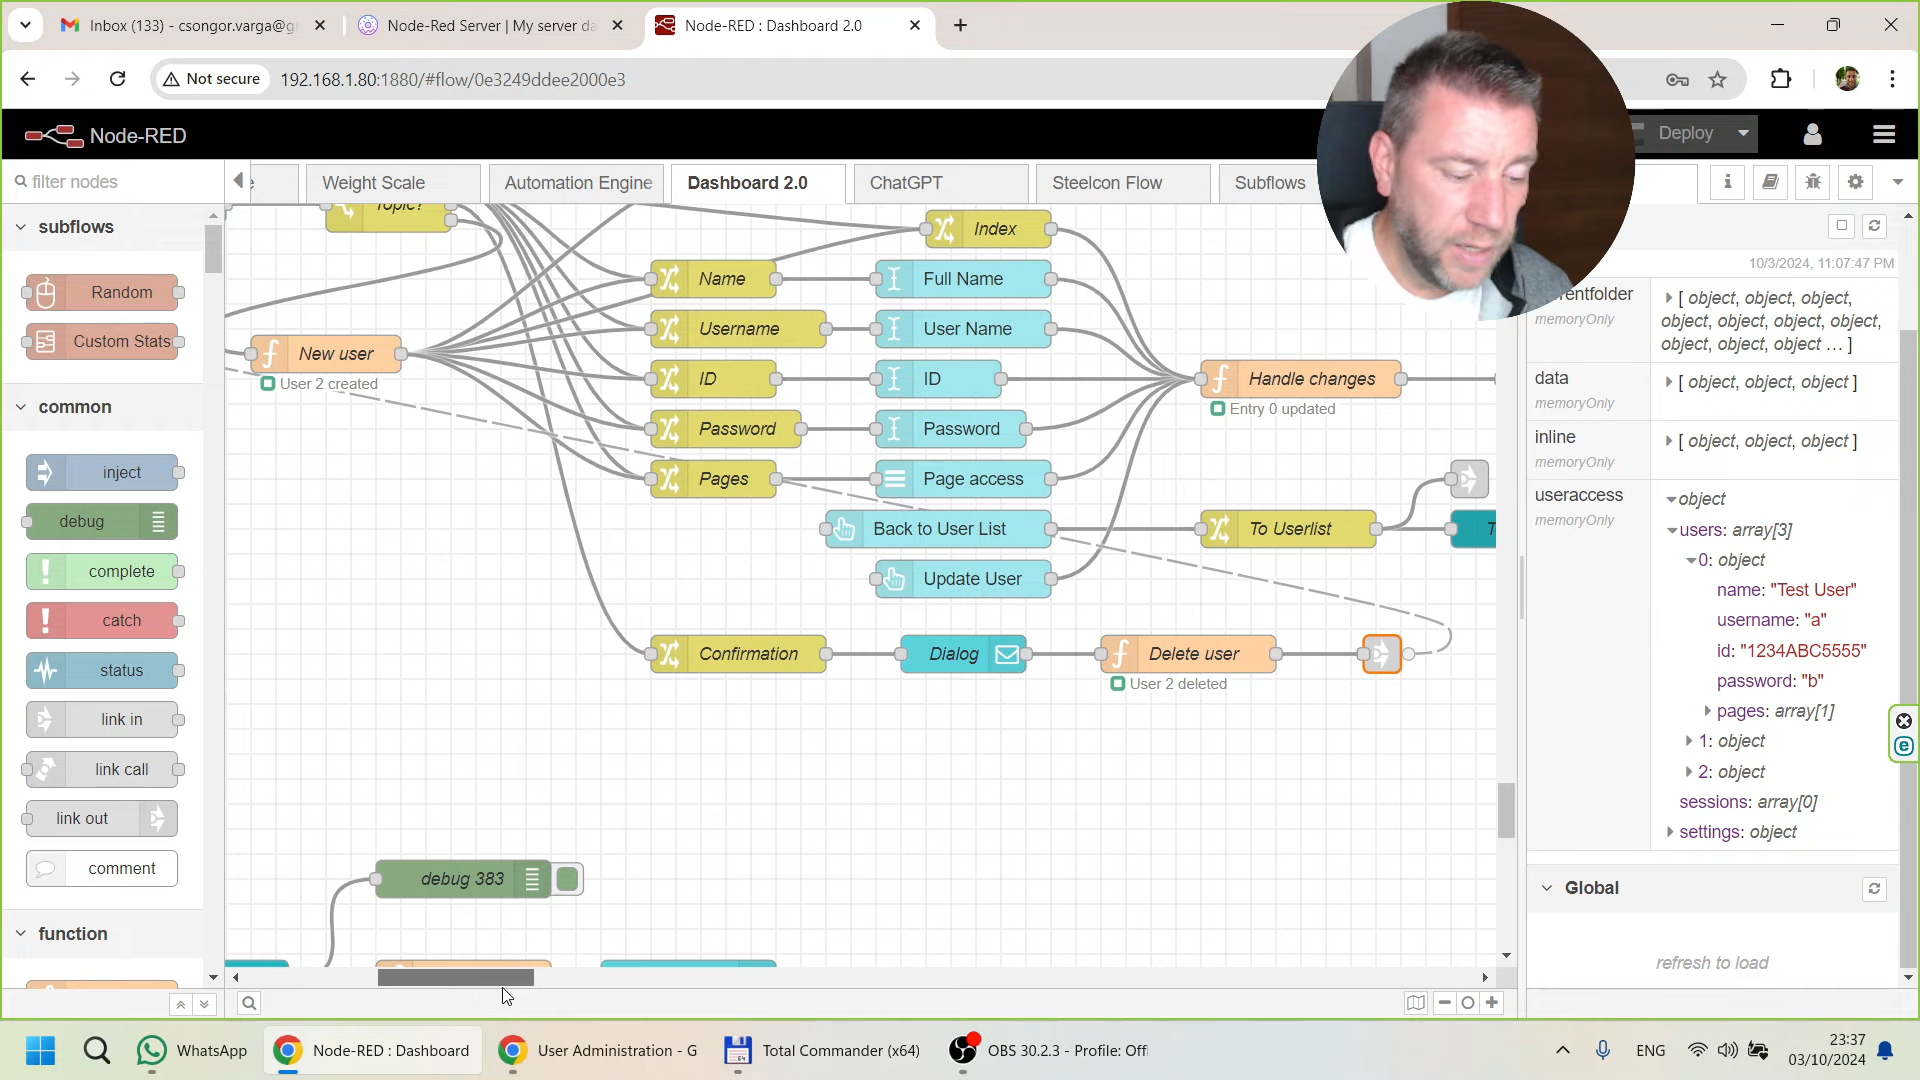 Inbox (133) - csongor.varga@g
Node-Red Server | My server da
Node-RED : Dashboard 2.0
Not secure
192.168.1.80:1880/#flow/0e3249ddee2000e3
Node-RED
Deploy
filter nodes
e
Weight Scale
Automation Engine
Dashboard 2.0
ChatGPT
Steelcon Flow
Subflows
subflows
Random
Custom Stats
common
inject
debug
complete
catch
status
link in
link call
link out
comment
function
Topic?
New user
User 2 created
Index
Name
Full Name
Username
User Name
ID
ID
Password
Password
Pages
Page access
Back to User List
Update User
Handle changes
Entry 0 updated
To Userlist
T
Confirmation
Dialog
Delete user
User 2 deleted
debug 383
10/3/2024, 11:07:47 PM
rentfolder
memoryOnly
[ object, object, object,
object, object, object, object,
object, object, object … ]
data
memoryOnly
[ object, object, object ]
inline
memoryOnly
[ object, object, object ]
useraccess
memoryOnly
object
users: array[3]
0: object
name: "Test User"
username: "a"
id: "1234ABC5555"
password: "b"
pages: array[1]
1: object
2: object
sessions: array[0]
settings: object
Global
refresh to load
WhatsApp
Node-RED : Dashboard
User Administration - G
64
Total Commander (x64)
OBS 30.2.3 - Profile: Offl
ENG
23:37
03/10/2024